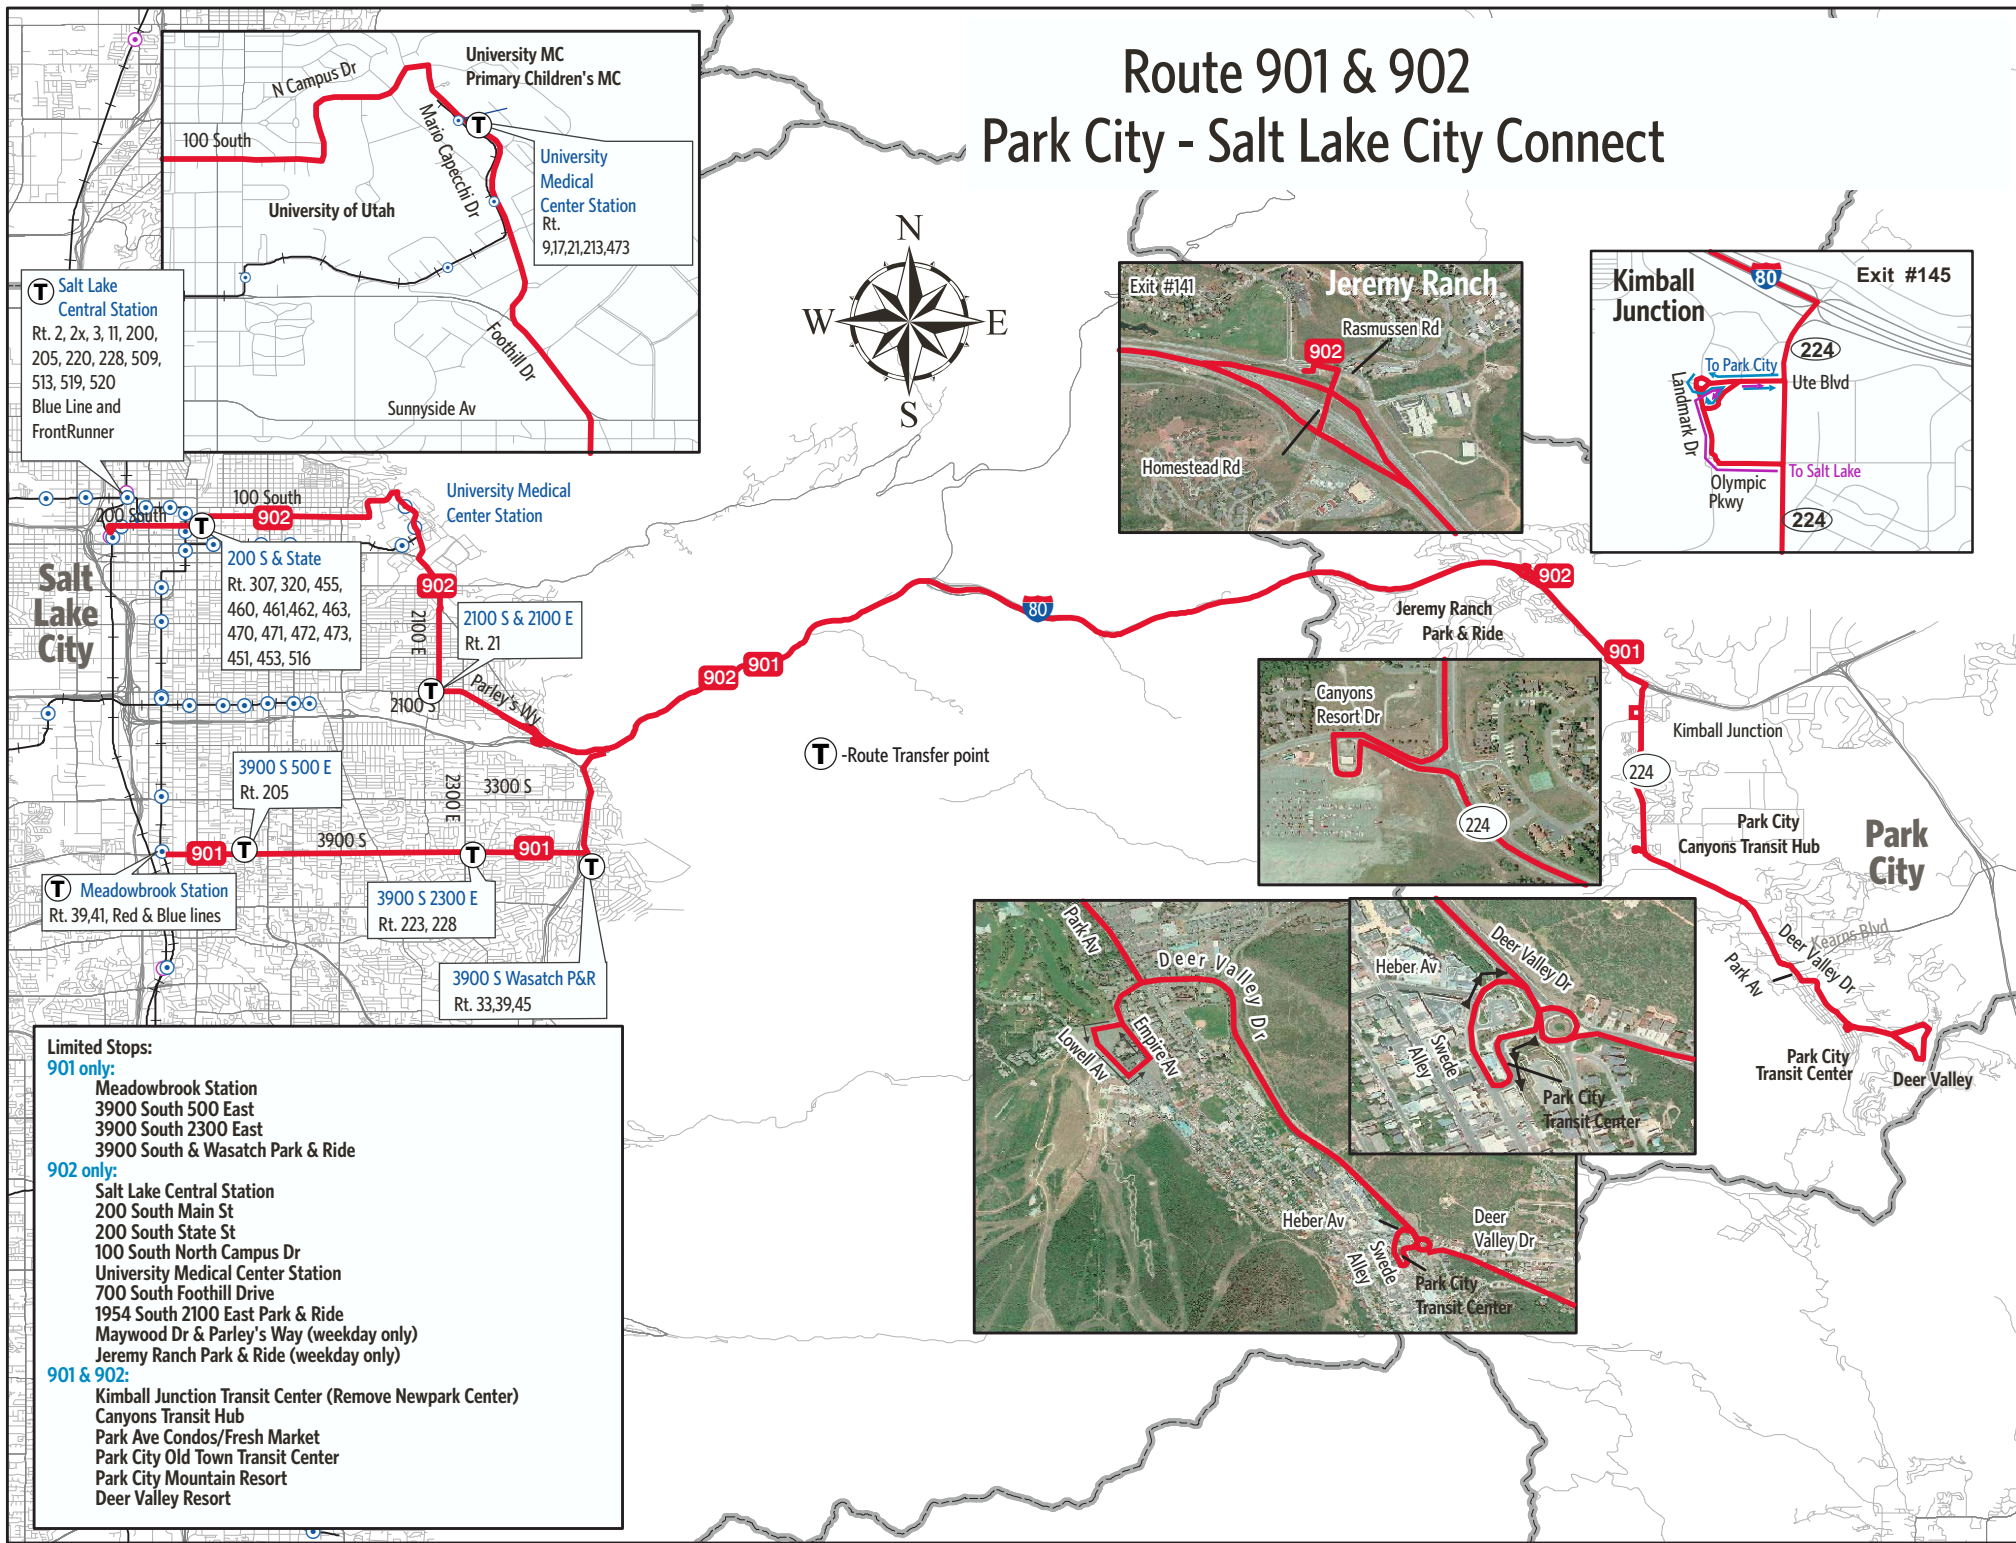 Route 901 & 902
Park City - Salt Lake City Connect
University MC
Primary Children's MC
N Campus Dr
100 South
Mario Capecchi Dr
University
Medical
Center Station
Rt.
9,17,21,213,473
University of Utah
Foothill Dr
Sunnyside Av
T
T Salt Lake
Central Station
Rt. 2, 2x, 3, 11, 200,
205, 220, 228, 509,
513, 519, 520
Blue Line and
FrontRunner
N
W
E
S
Exit #141
Jeremy Ranch
Rasmussen Rd
902
Homestead Rd
Kimball
Junction
80
Exit #145
224
To Park City
Ute Blvd
Landmark Dr
To Salt Lake
Olympic
Pkwy
224
100 South
200 South
902
T
University Medical
Center Station
Salt
Lake
City
200 S & State
Rt. 307, 320, 455,
460, 461,462, 463,
470, 471, 472, 473,
451, 453, 516
902
2100 E
2100 S & 2100 E
Rt. 21
T
2100 S
Parley's Wy
902
901
80
902
Jeremy Ranch
Park & Ride
901
Kimball Junction
224
Canyons
Resort Dr
224
T -Route Transfer point
3900 S 500 E
Rt. 205
2300 E
3300 S
3900 S
901
T
T
901
T
T Meadowbrook Station
Rt. 39,41, Red & Blue lines
3900 S 2300 E
Rt. 223, 228
3900 S Wasatch P&R
Rt. 33,39,45
Park City
Canyons Transit Hub
Park
City
Kearns Blvd
Deer Valley Dr
Park Av
Park City
Transit Center
Deer Valley
Park Av
Deer Valley Dr
Empire Av
Lowell Av
Heber Av
Swede
Alley
Deer
Valley Dr
Park City
Transit Center
Heber Av
Deer Valley Dr
Swede
Alley
Park City
Transit Center
Limited Stops:
901 only:
Meadowbrook Station
3900 South 500 East
3900 South 2300 East
3900 South & Wasatch Park & Ride
902 only:
Salt Lake Central Station
200 South Main St
200 South State St
100 South North Campus Dr
University Medical Center Station
700 South Foothill Drive
1954 South 2100 East Park & Ride
Maywood Dr & Parley's Way (weekday only)
Jeremy Ranch Park & Ride (weekday only)
901 & 902:
Kimball Junction Transit Center (Remove Newpark Center)
Canyons Transit Hub
Park Ave Condos/Fresh Market
Park City Old Town Transit Center
Park City Mountain Resort
Deer Valley Resort